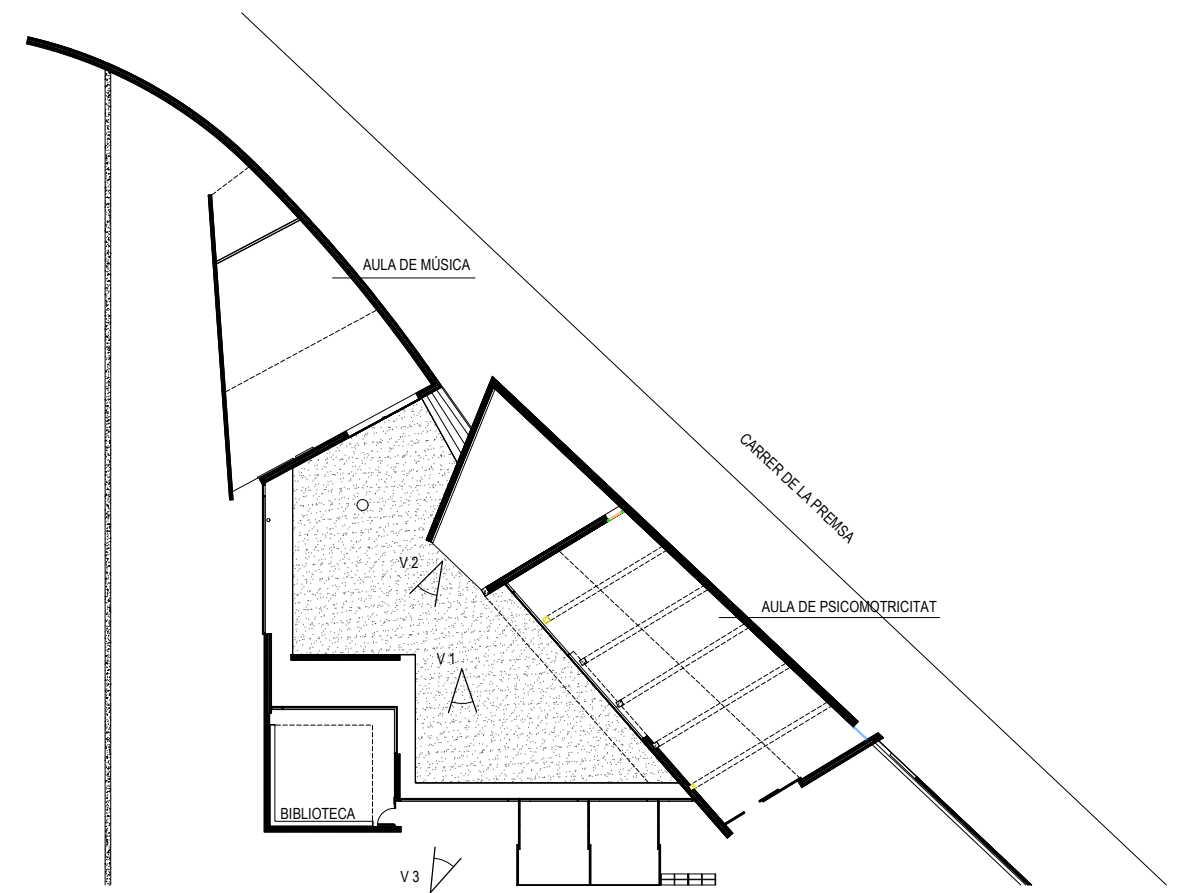 AULA DE MÚSICA
CARRER DE LA PREMSA
V 2
AULA DE PSICOMOTRICITAT
V 1
BIBLIOTECA
V 3